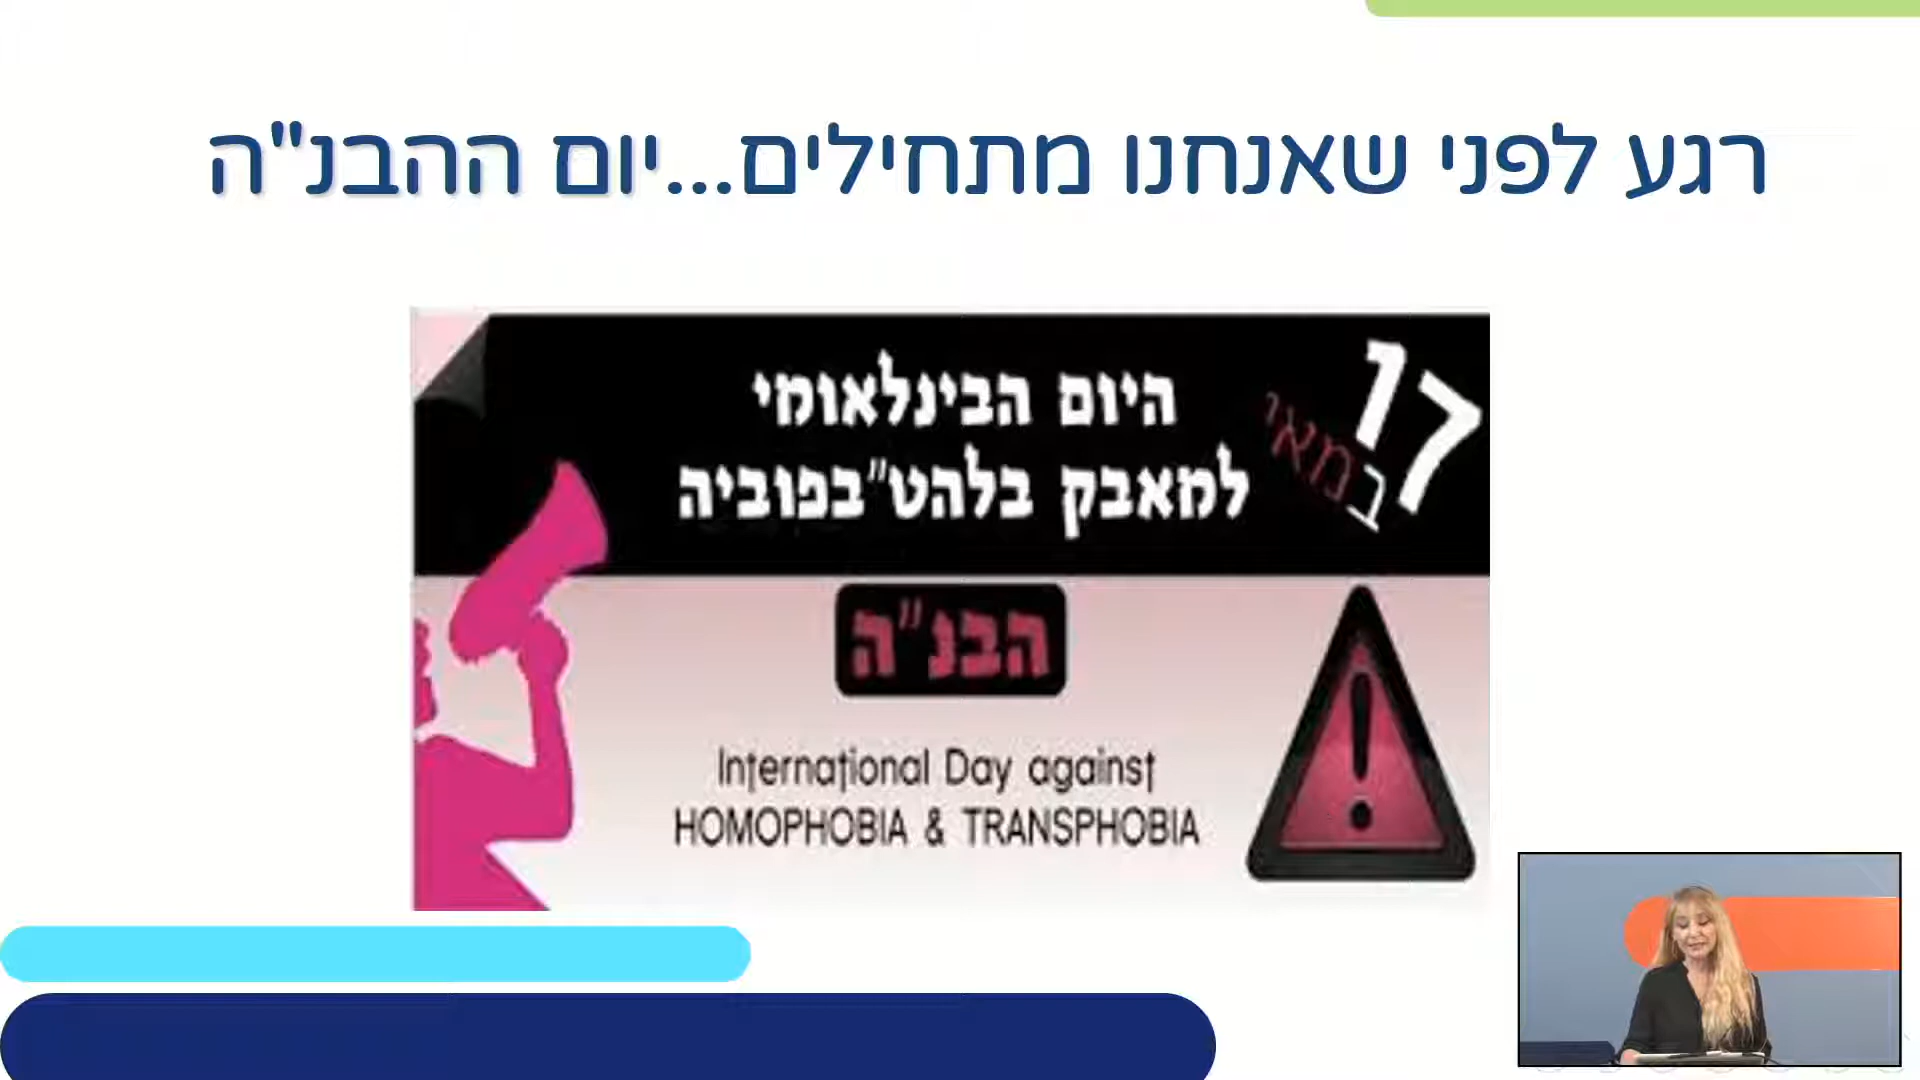 רגע לפני שאנחנו מתחילים...יום ההבנ"ה
17
במאי
היום הבינלאומי
למאבק בלהט"בפוביה
הבנ"ה
International Day against
HOMOPHOBIA & TRANSPHOBIA